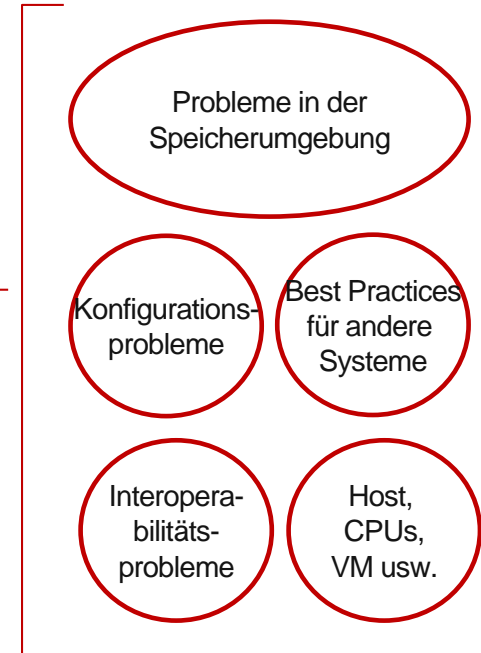 Probleme in der
Speicherumgebung
Konfigurations-
probleme
Best Practices
für andere
Systeme
Interopera-
bilitäts-
probleme
Host,
CPUs,
VM usw.